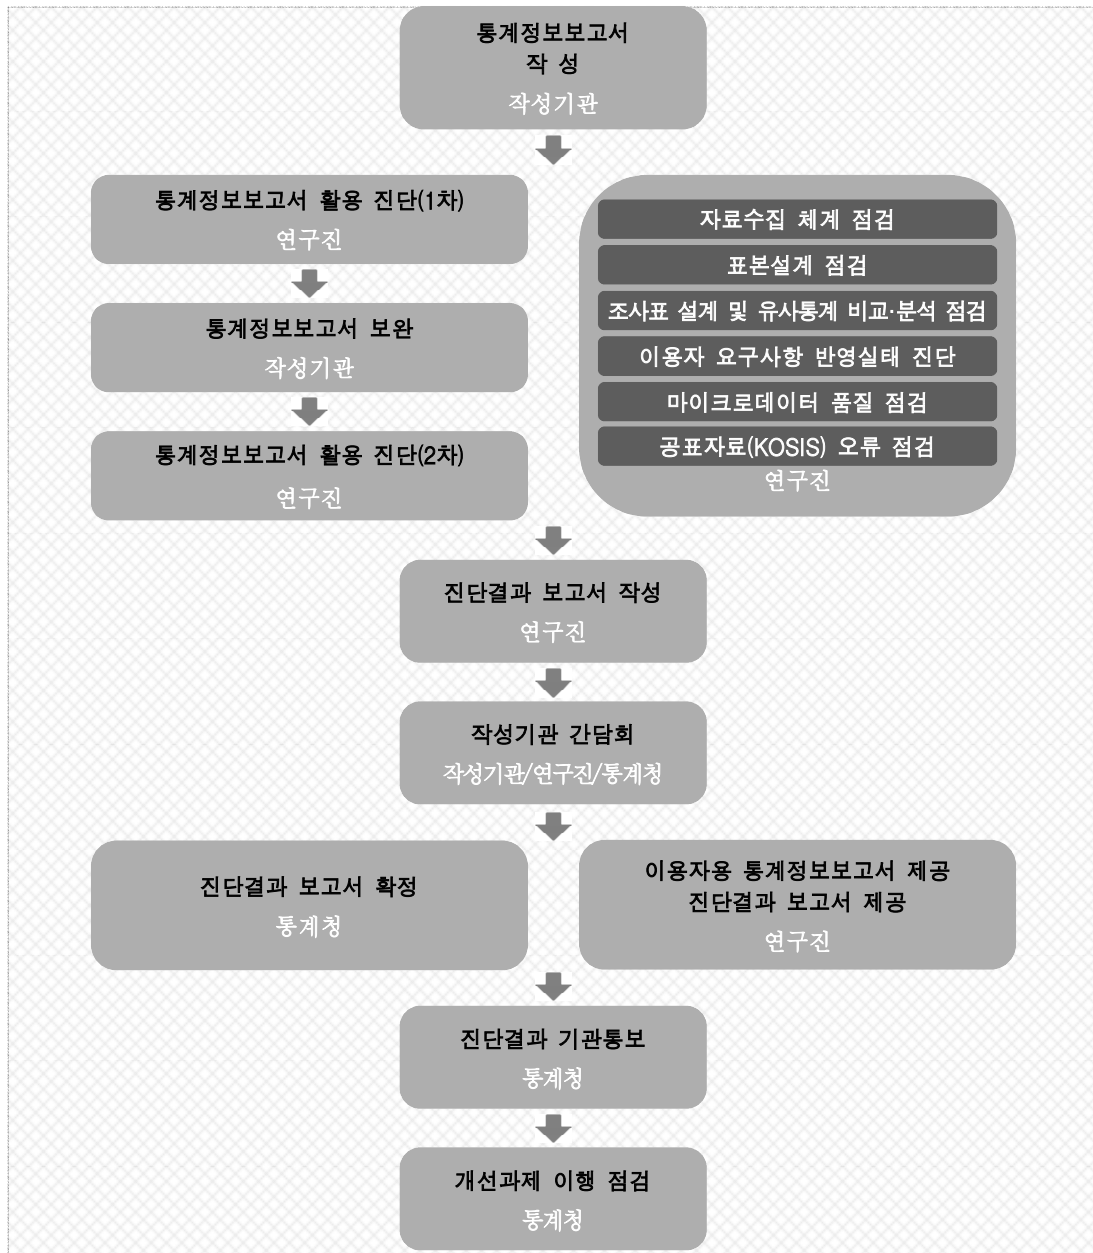 통계정보보고서
작 성
작성기관
통계정보보고서 활용 진단(1차)
연구진
통계정보보고서 보완
작성기관
통계정보보고서 활용 진단(2차)
연구진
자료수집 체계 점검
표본설계 점검
조사표 설계 및 유사통계 비교·분석 점검
이용자 요구사항 반영실태 진단
마이크로데이터 품질 점검
공표자료(KOSIS) 오류 점검
연구진
진단결과 보고서 작성
연구진
작성기관 간담회
작성기관/연구진/통계청
진단결과 보고서 확정
통계청
이용자용 통계정보보고서 제공
진단결과 보고서 제공
연구진
진단결과 기관통보
통계청
개선과제 이행 점검
통계청